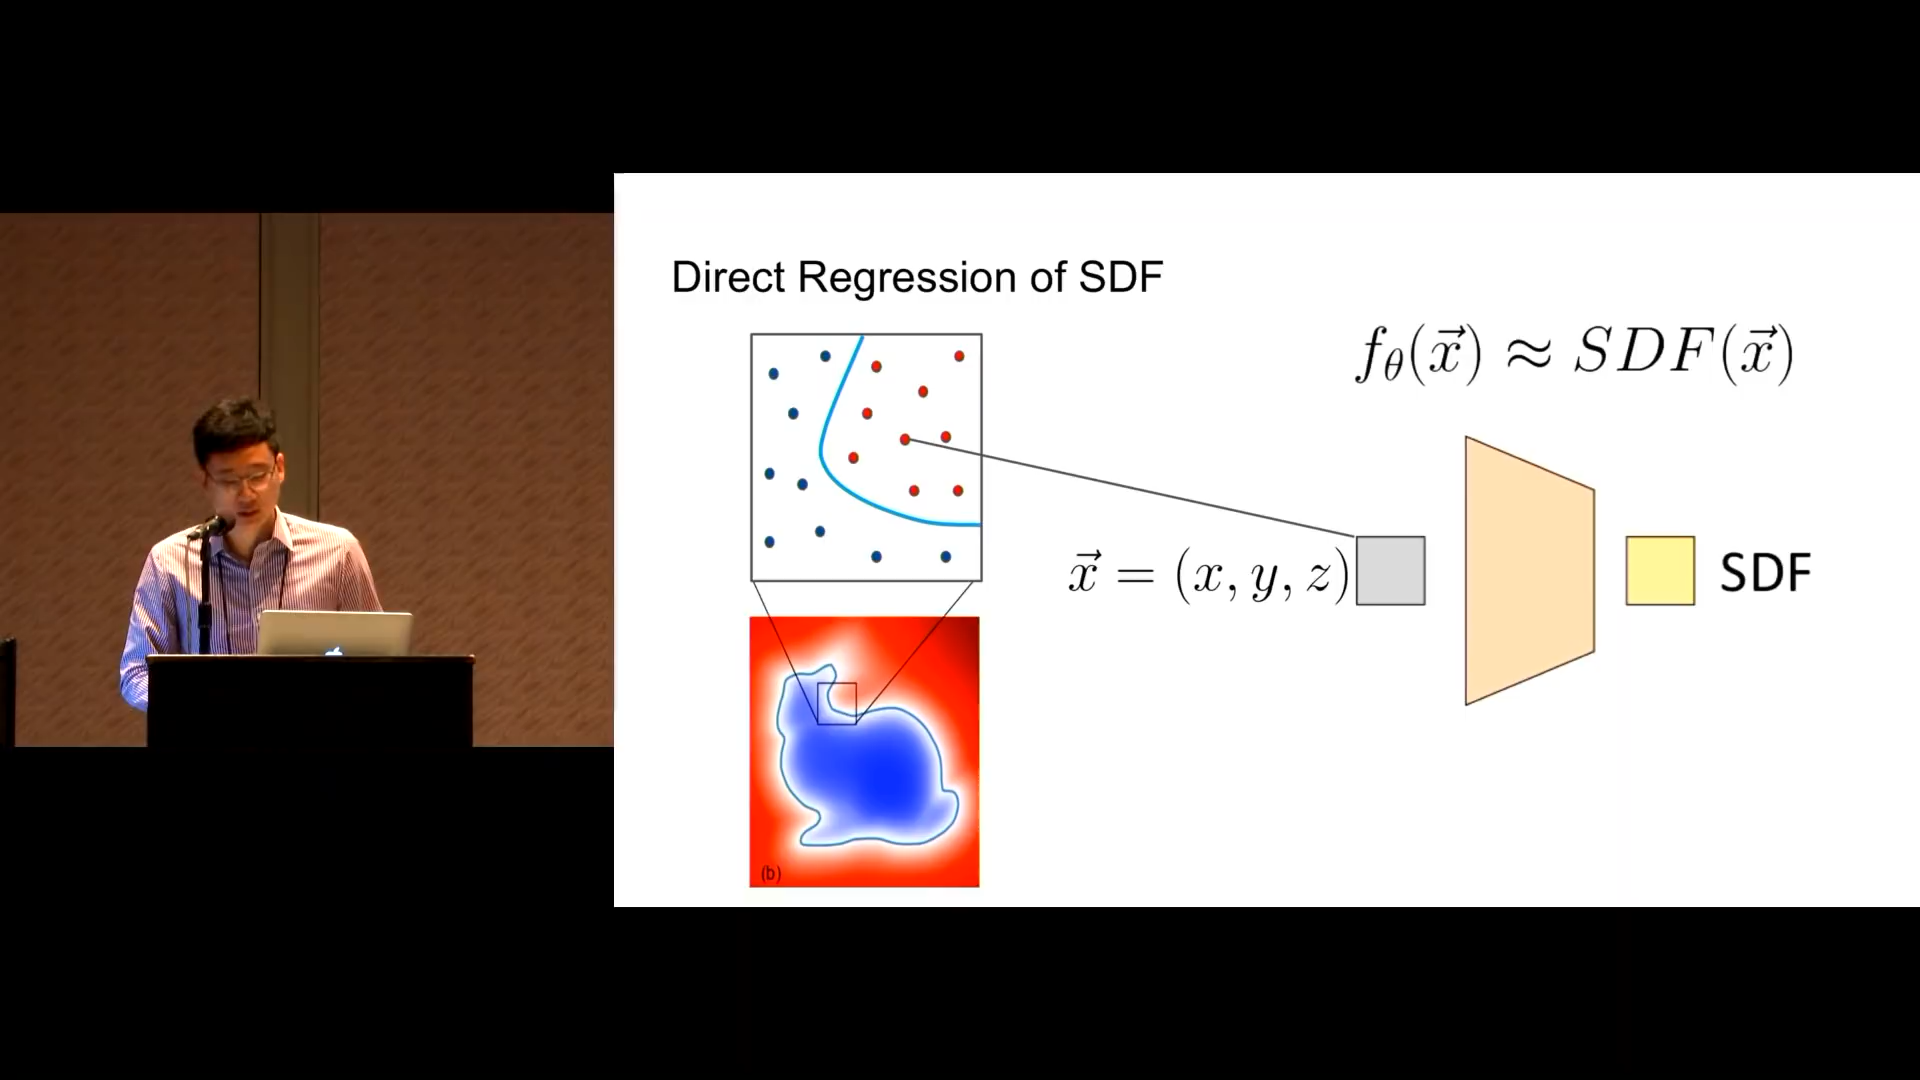 Direct Regression of SDF
f_θ(x⃗) ≈ SDF(x⃗)
x⃗ = (x, y, z)
SDF
(b)